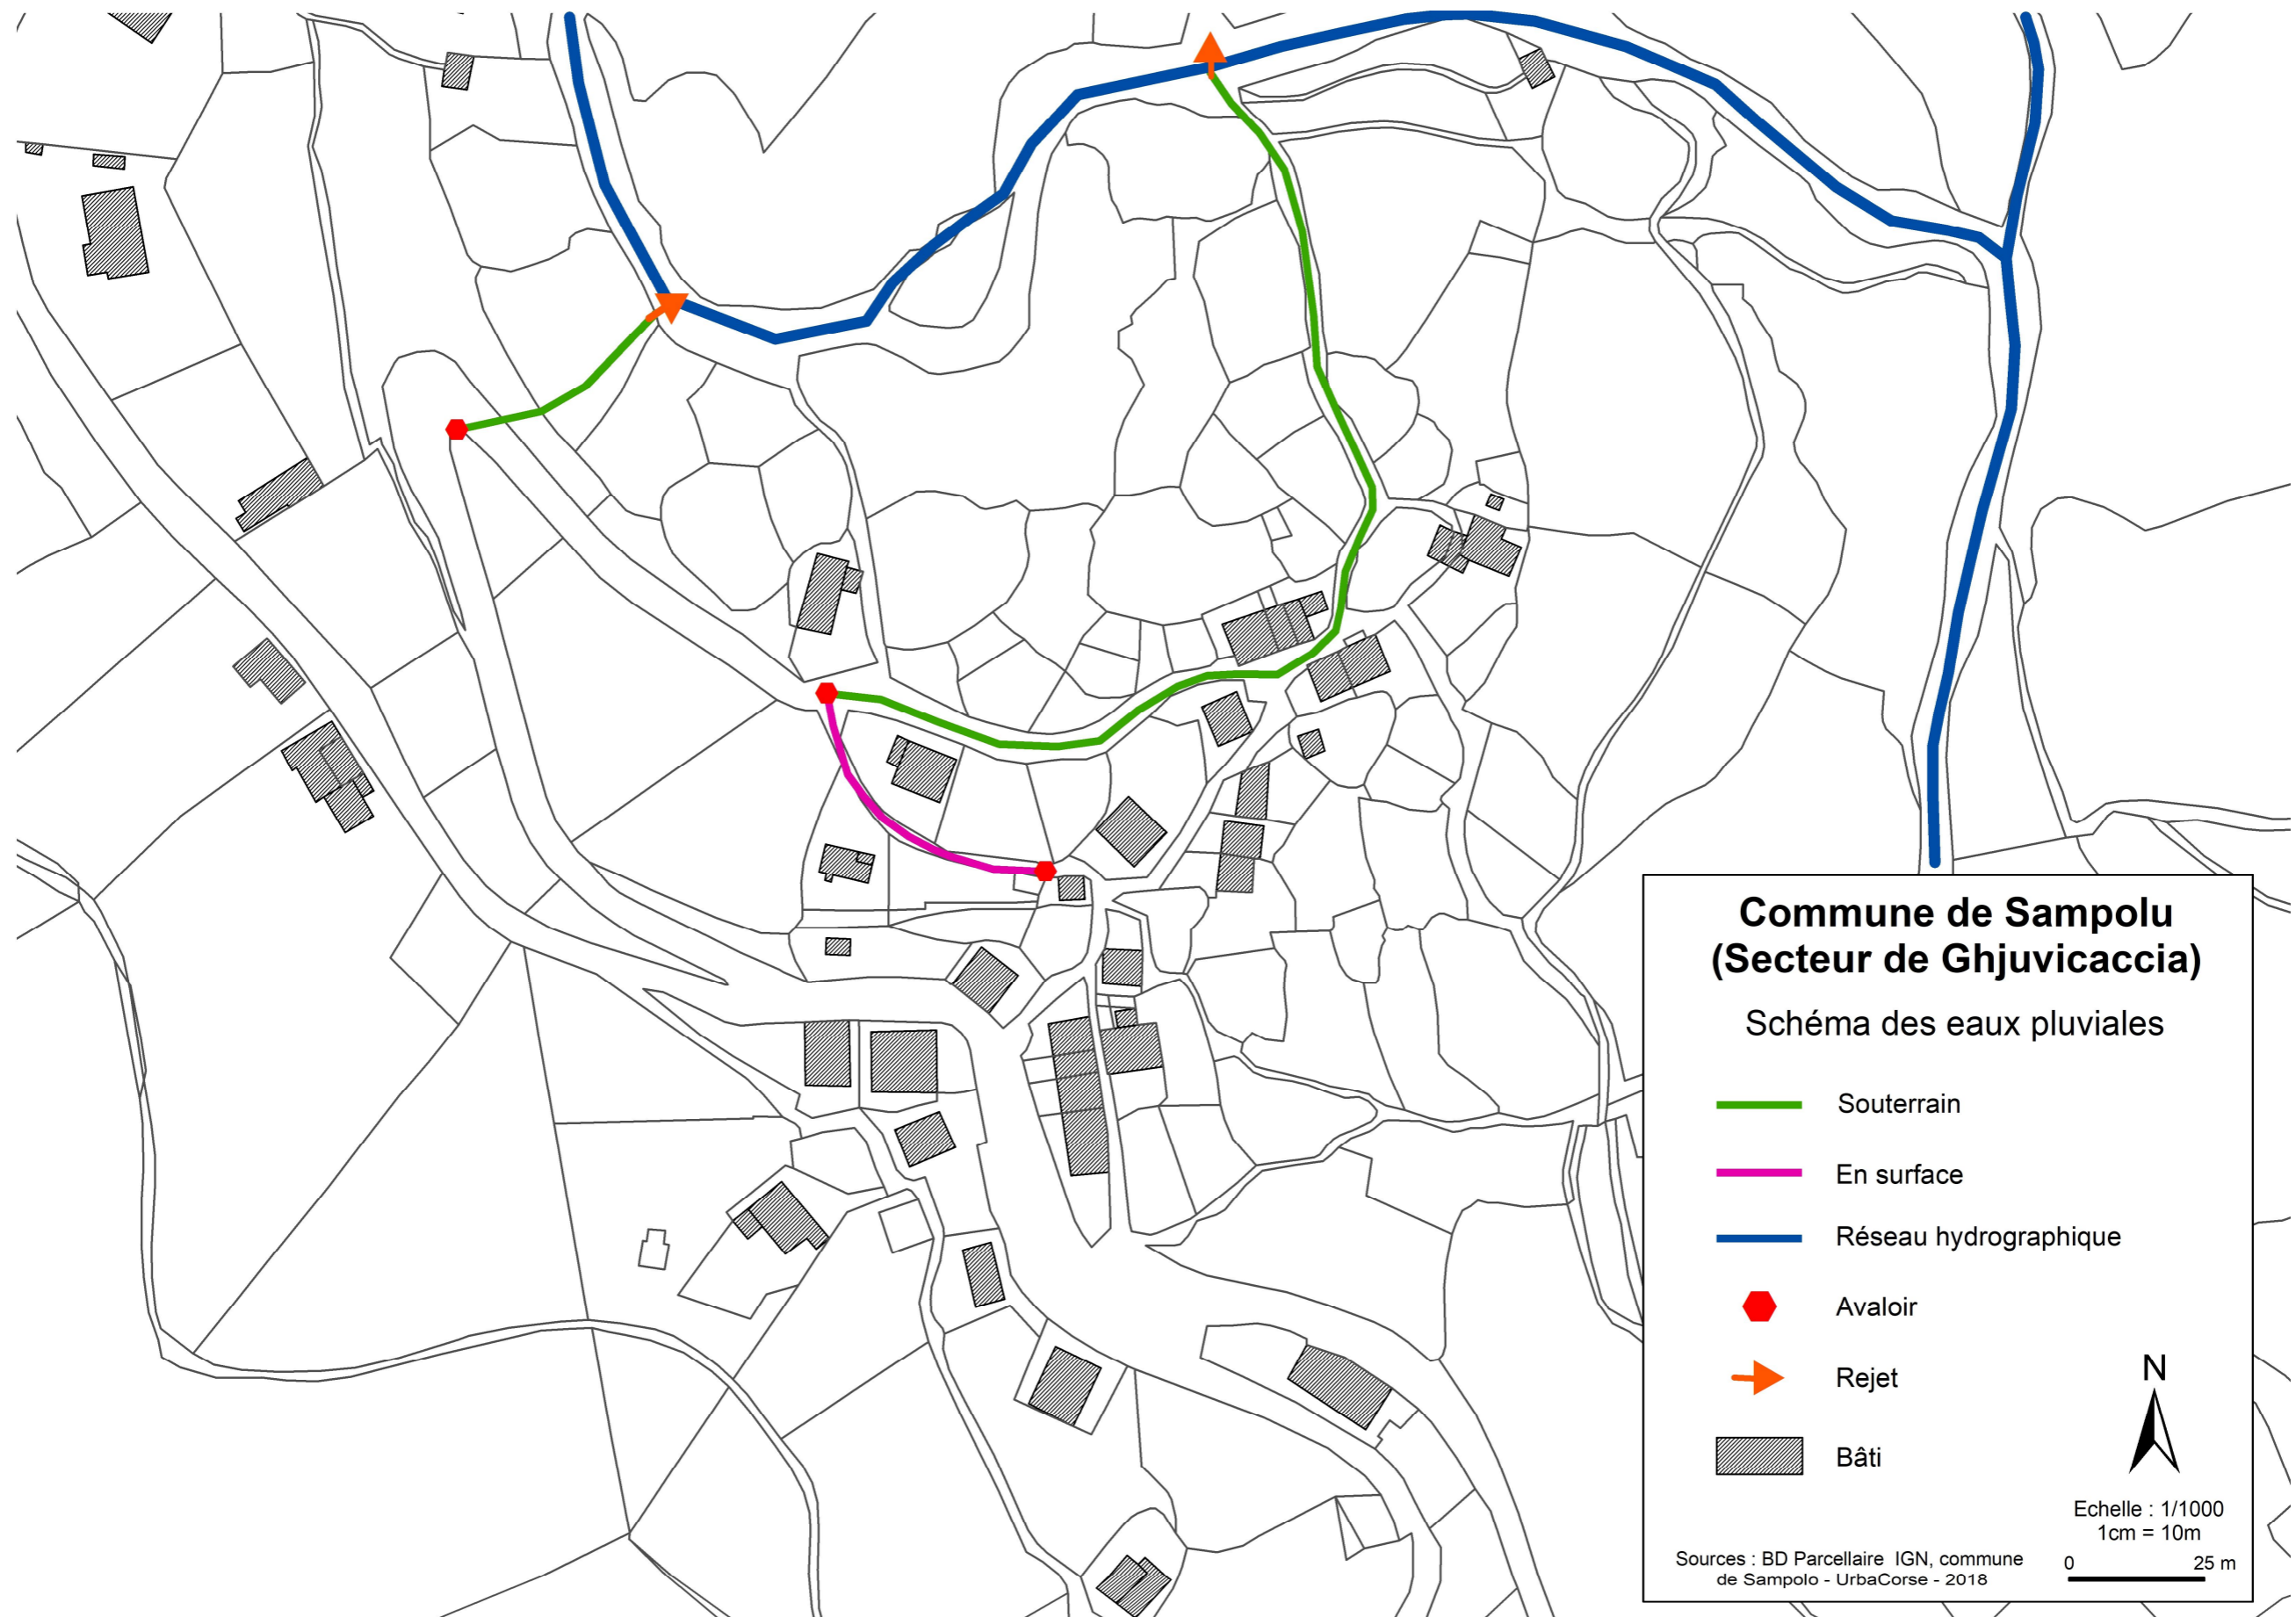 Commune de Sampolu
(Secteur de Ghjuvicaccia)
Schéma des eaux pluviales
Souterrain
En surface
Réseau hydrographique
Avaloir
Rejet
Bâti
N
Echelle : 1/1000
1cm = 10m
0 25 m
Sources : BD Parcellaire IGN, commune
de Sampolo - UrbaCorse - 2018